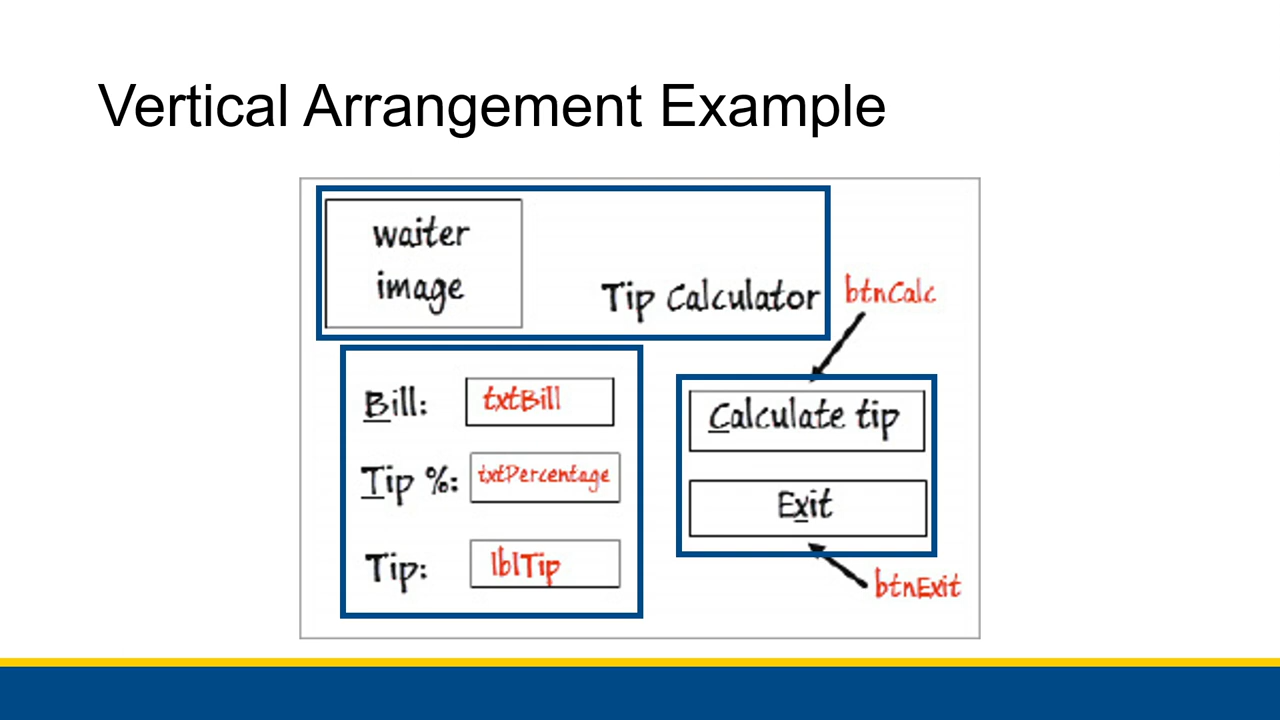 Vertical Arrangement Example
waiter
image
Tip Calculator
btnCalc
Bill: txtBill
Tip %: txtPercentage
Tip: lblTip
Calculate tip
Exit
btnExit